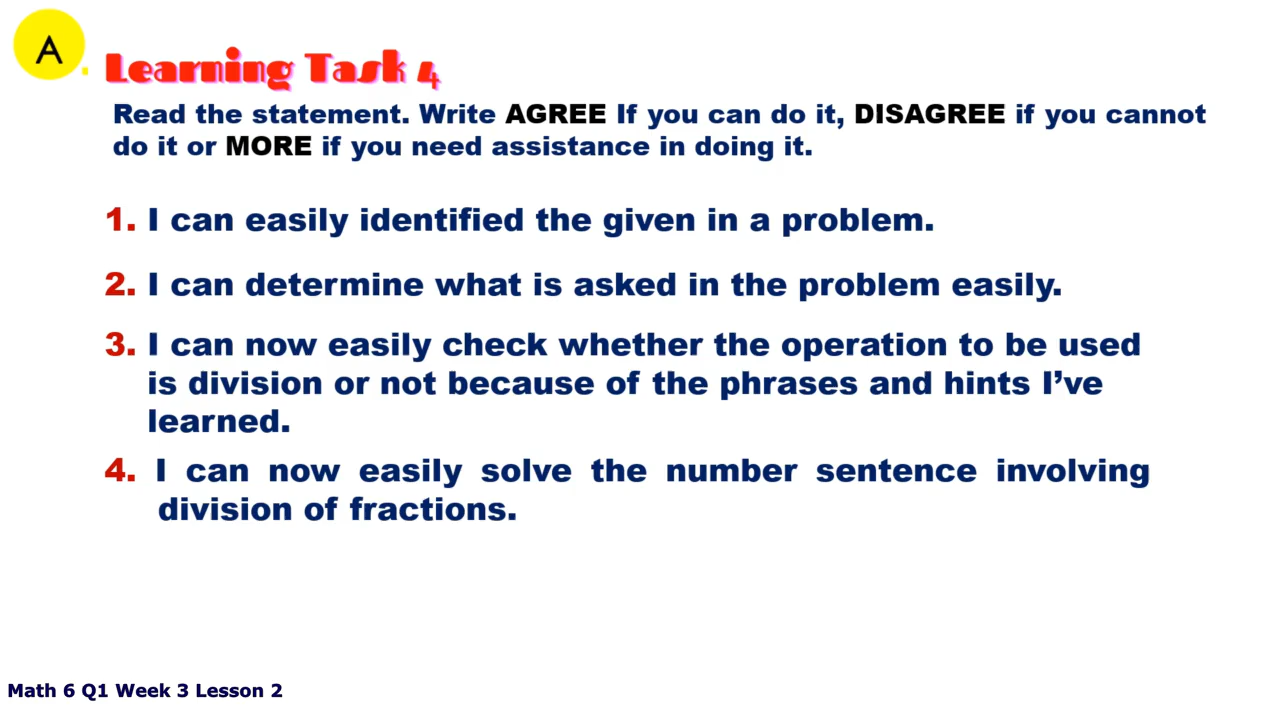 A
Learning Task 4
Read the statement. Write AGREE If you can do it, DISAGREE if you cannot
do it or MORE if you need assistance in doing it.
1. I can easily identified the given in a problem.
2. I can determine what is asked in the problem easily.
3. I can now easily check whether the operation to be used
is division or not because of the phrases and hints I’ve
learned.
4. I can now easily solve the number sentence involving
division of fractions.
Math 6 Q1 Week 3 Lesson 2